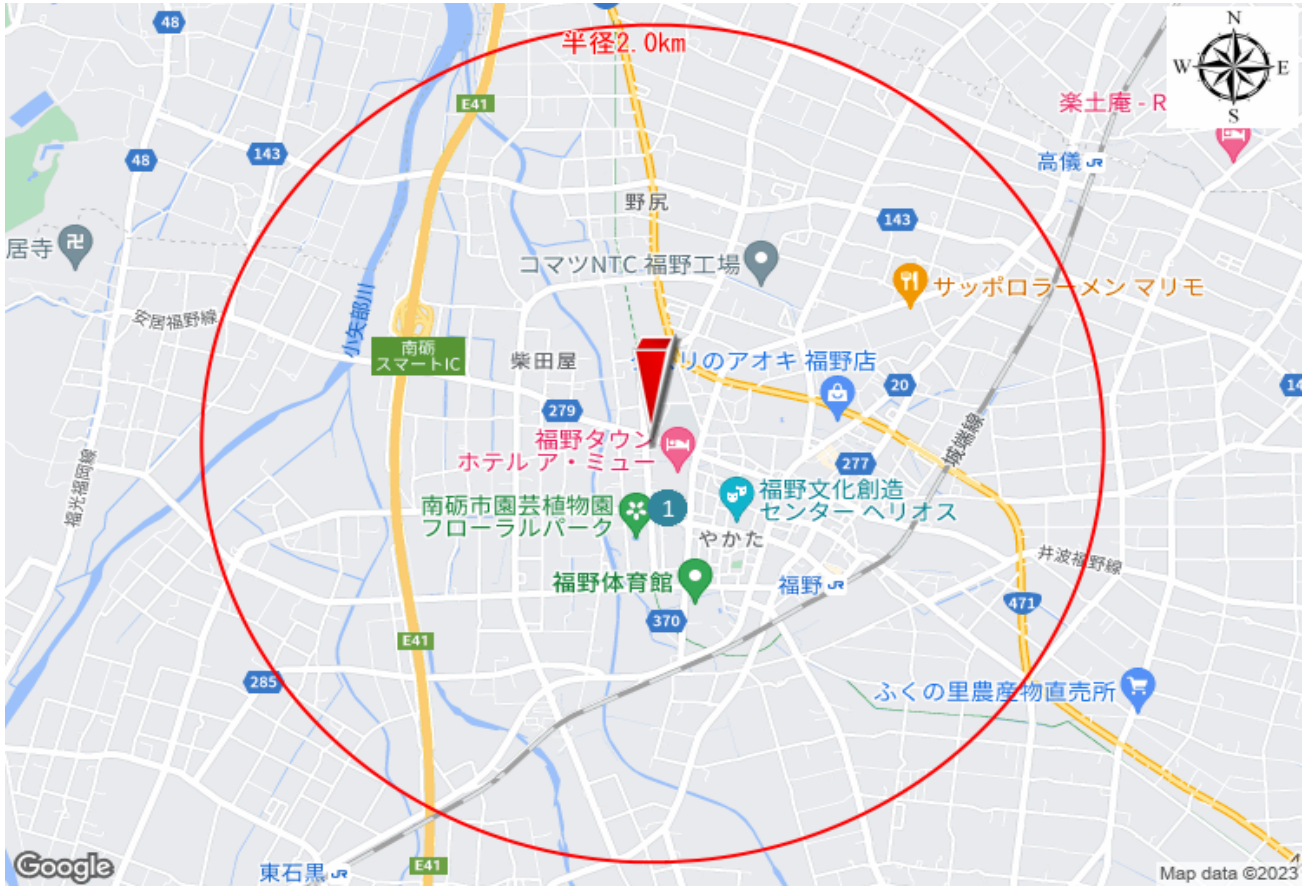 48
半径2.0km
N
W
E
S
E41
楽土庵 - R
48
143
高儀 JR
野尻
143
居寺
コマツNTC 福野工場
サッポロラーメン マリモ
安居福野線
小矢部川
南砺
スマートIC
柴田屋
リのアオキ 福野店
20
14
279
城端線
福野タウン
ホテル ア・ミュー
277
福光福岡線
南砺市園芸植物園
フローラルパーク
1
福野文化創造
センター ヘリオス
やかた
井波福野線
福野体育館
福野 JR
471
370
E41
285
ふくの里農産物直売所
Google
東石黒 JR
E41
Map data ©2023